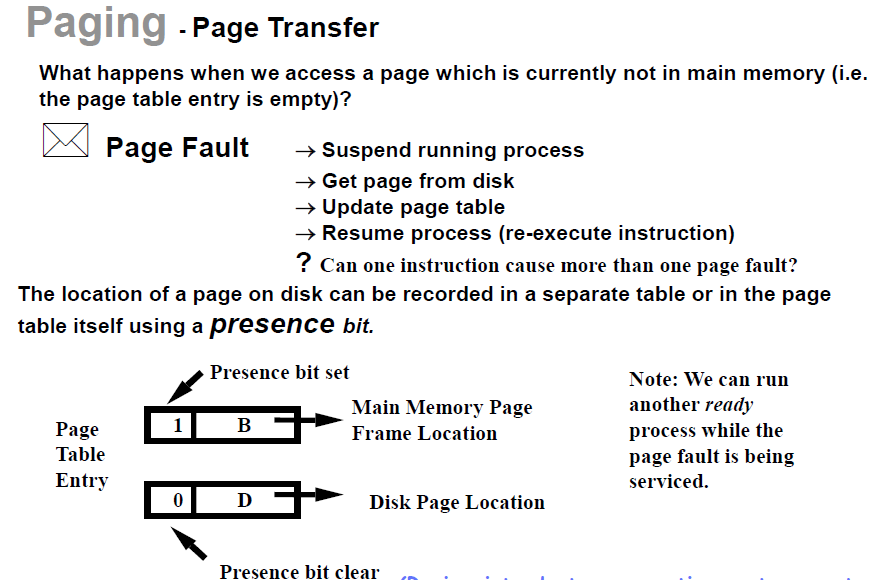 Paging - Page Transfer
What happens when we access a page which is currently not in main memory (i.e.
the page table entry is empty)?
Page Fault
→ Suspend running process
→ Get page from disk
→ Update page table
→ Resume process (re-execute instruction)
? Can one instruction cause more than one page fault?
The location of a page on disk can be recorded in a separate table or in the page
table itself using a presence bit.
Presence bit set
Page
Table
Entry
1 B
Main Memory Page
Frame Location
0 D
Disk Page Location
Presence bit clear
Note: We can run
another ready
process while the
page fault is being
serviced.